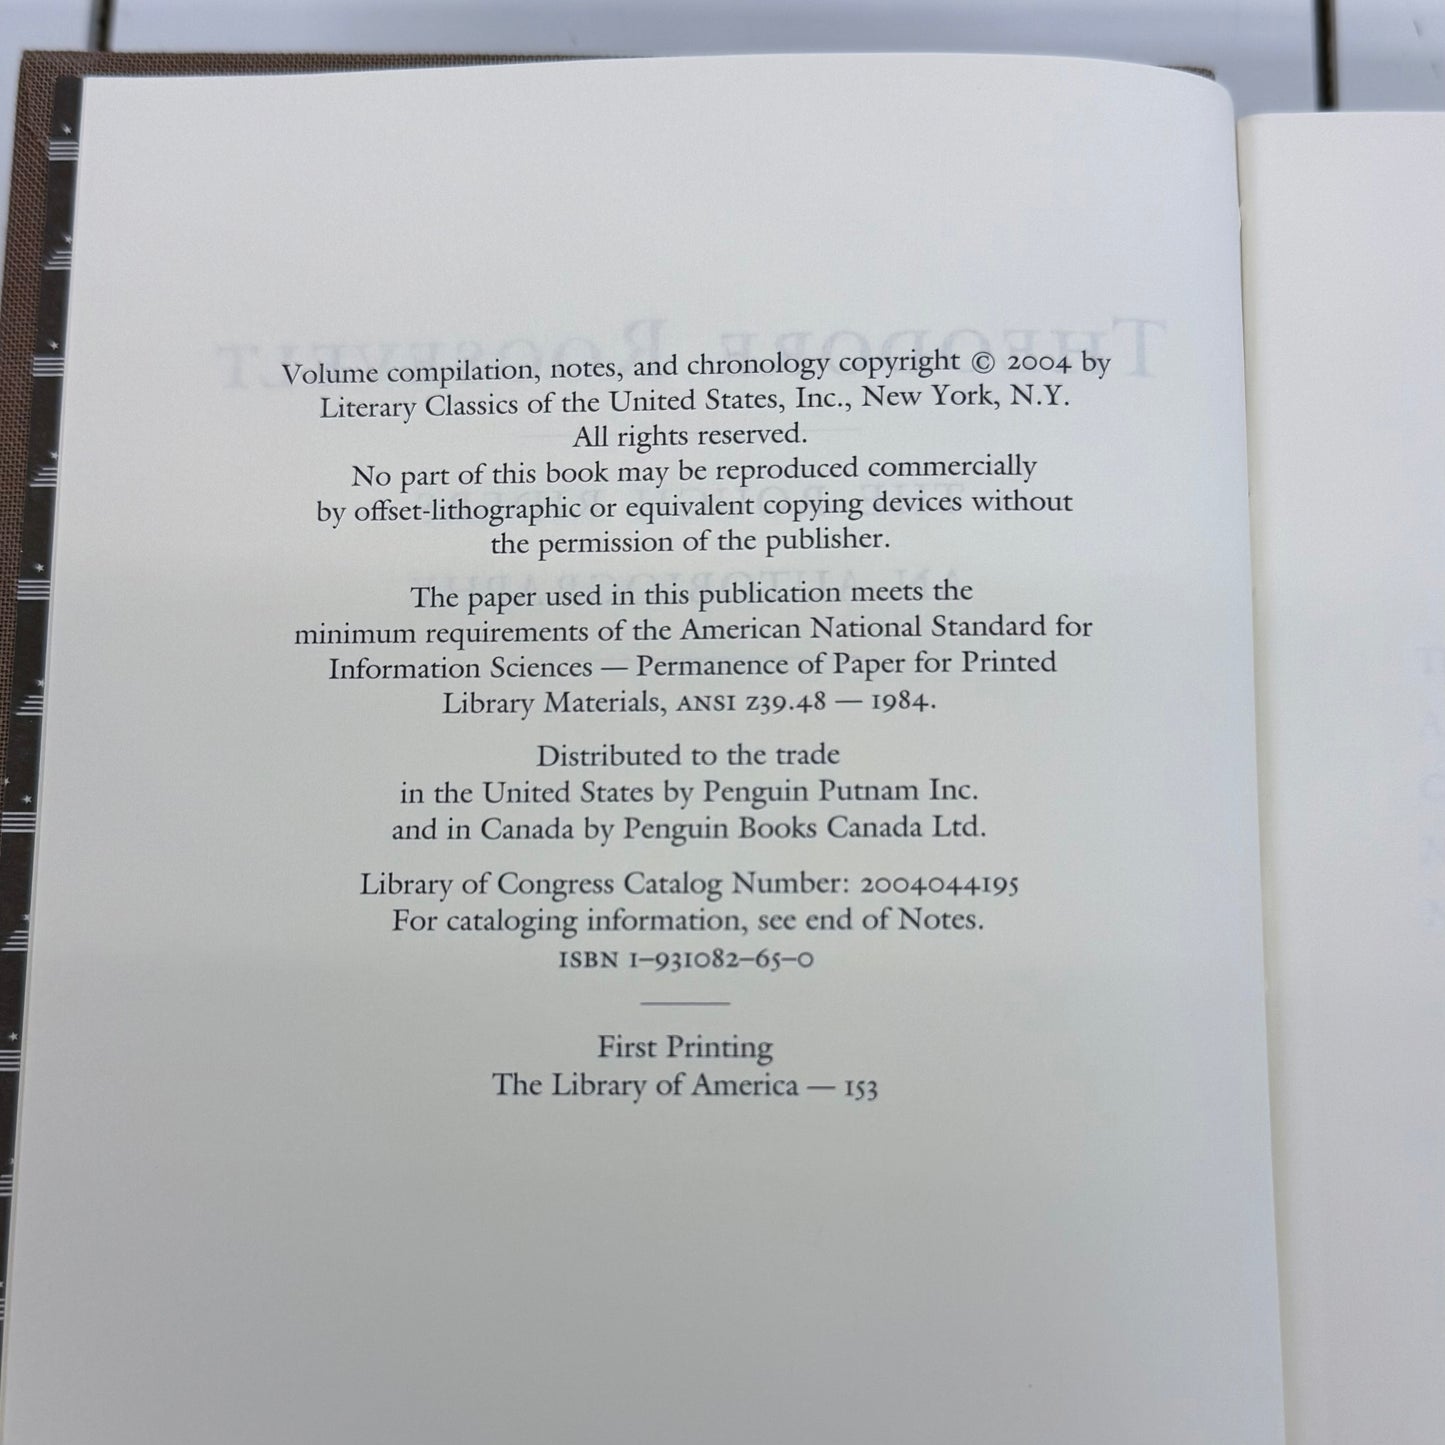 Volume compilation, notes, and chronology copyright © 2004 by
Literary Classics of the United States, Inc., New York, N.Y.
All rights reserved.
No part of this book may be reproduced commercially
by offset-lithographic or equivalent copying devices without
the permission of the publisher.
The paper used in this publication meets the
minimum requirements of the American National Standard for
Information Sciences — Permanence of Paper for Printed
Library Materials, ANSI Z39.48 — 1984.
Distributed to the trade
in the United States by Penguin Putnam Inc.
and in Canada by Penguin Books Canada Ltd.
Library of Congress Catalog Number: 2004044195
For cataloging information, see end of Notes.
ISBN 1–931082–65–0
First Printing
The Library of America — 153